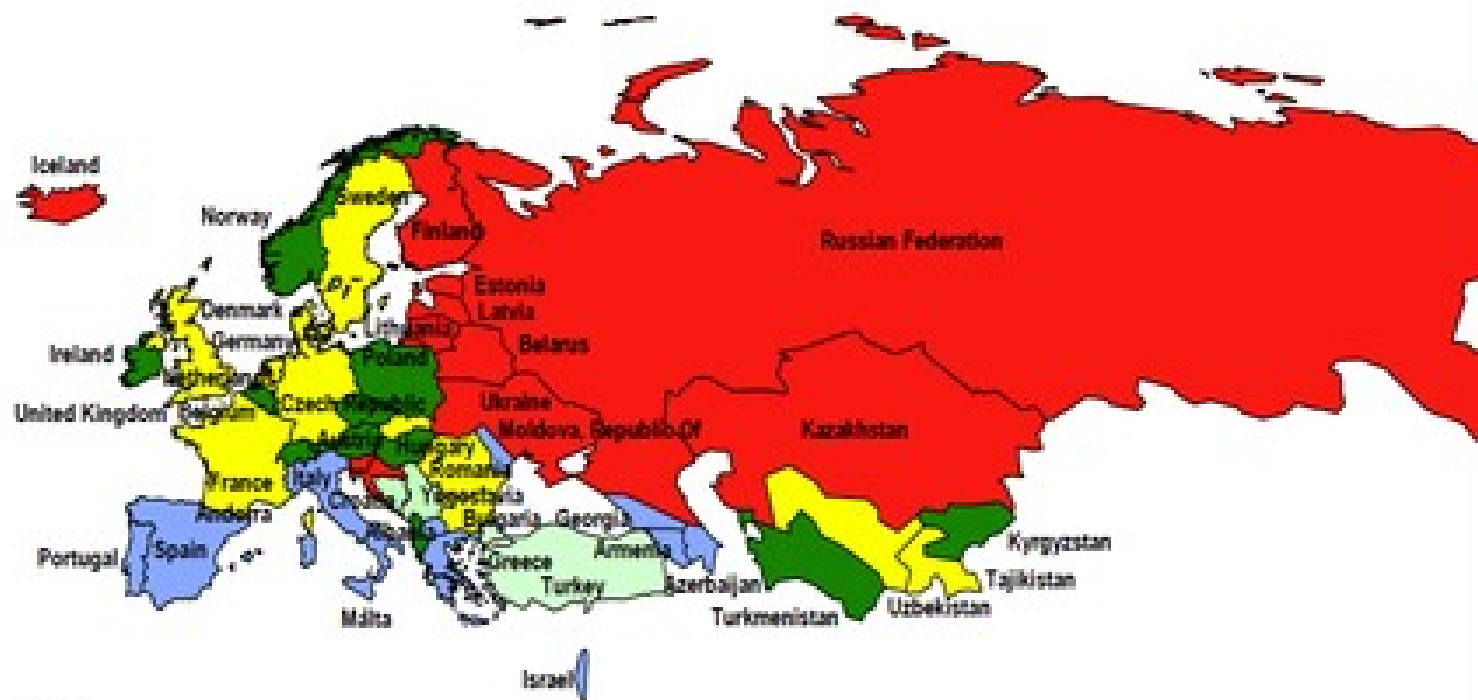 Iceland
Norway
Sweden
Finland
Russian Federation
Estonia
Latvia
Denmark
Lithuania
Germany
Belarus
Ireland
Poland
Netherlands
Ukraine
United Kingdom
Belgium
Czech Republic
Moldova, Republic Of
Kazakhstan
Austria
Hungary
Romania
France
Italy
Croatia
Yugoslavia
Andorra
Bulgaria
Georgia
Albania
Kyrgyzstan
Portugal
Spain
Armenia
Greece
Turkey
Azerbaijan
Tajikistan
Uzbekistan
Turkmenistan
Malta
Israel